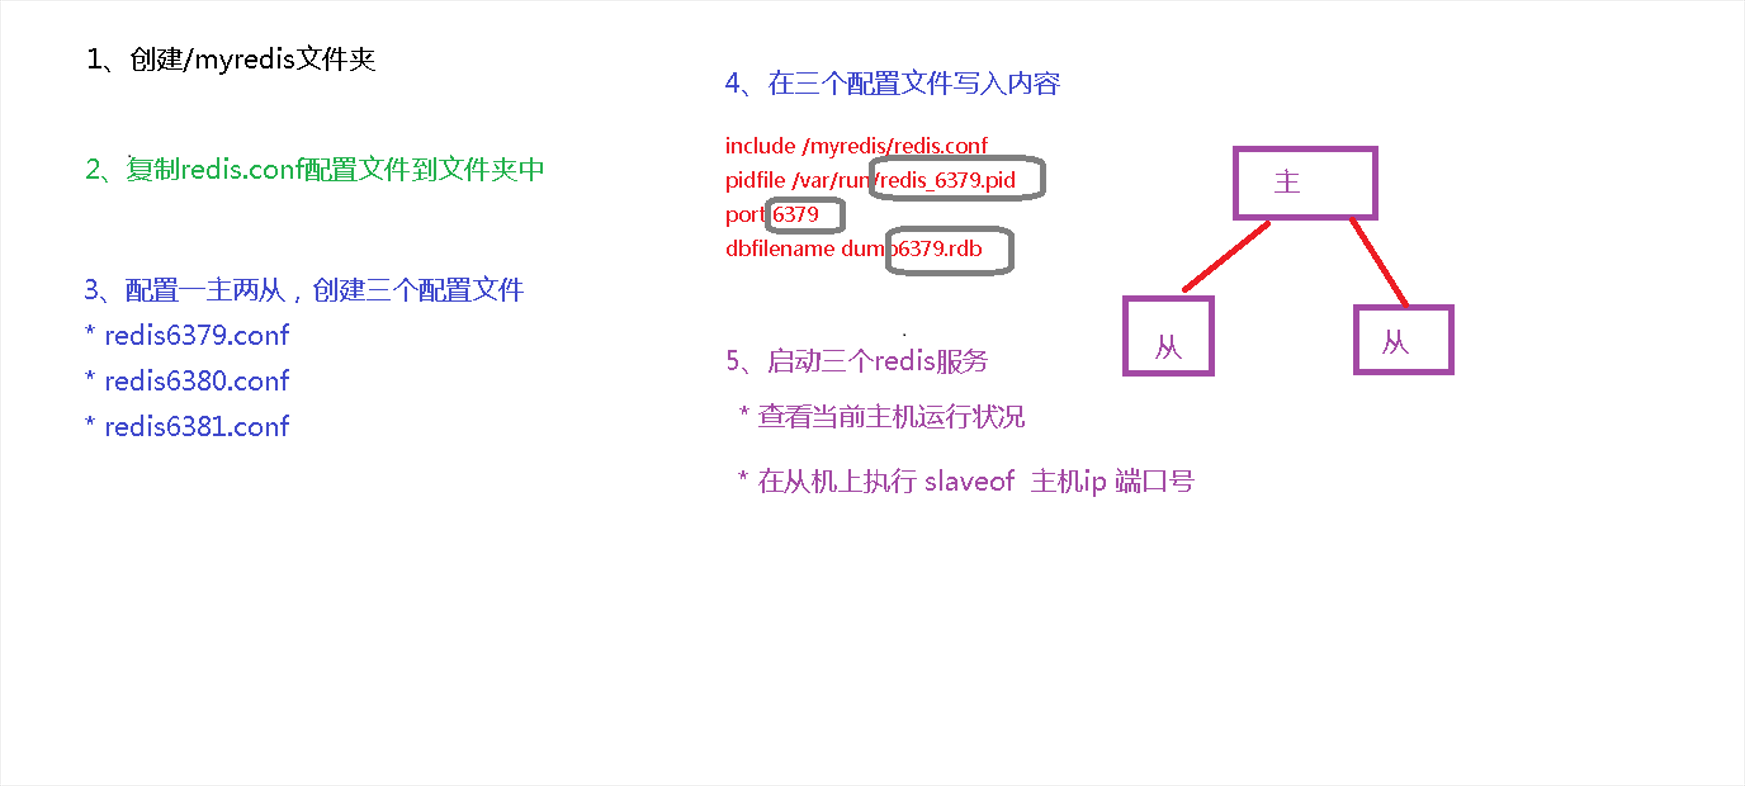 1、创建/myredis文件夹
2、复制redis.conf配置文件到文件夹中
3、配置一主两从，创建三个配置文件
* redis6379.conf
* redis6380.conf
* redis6381.conf
4、在三个配置文件写入内容
include /myredis/redis.conf
pidfile /var/run/redis_6379.pid
port 6379
dbfilename dump6379.rdb
5、启动三个redis服务
* 查看当前主机运行状况
* 在从机上执行 slaveof 主机ip 端口号
主
从
从